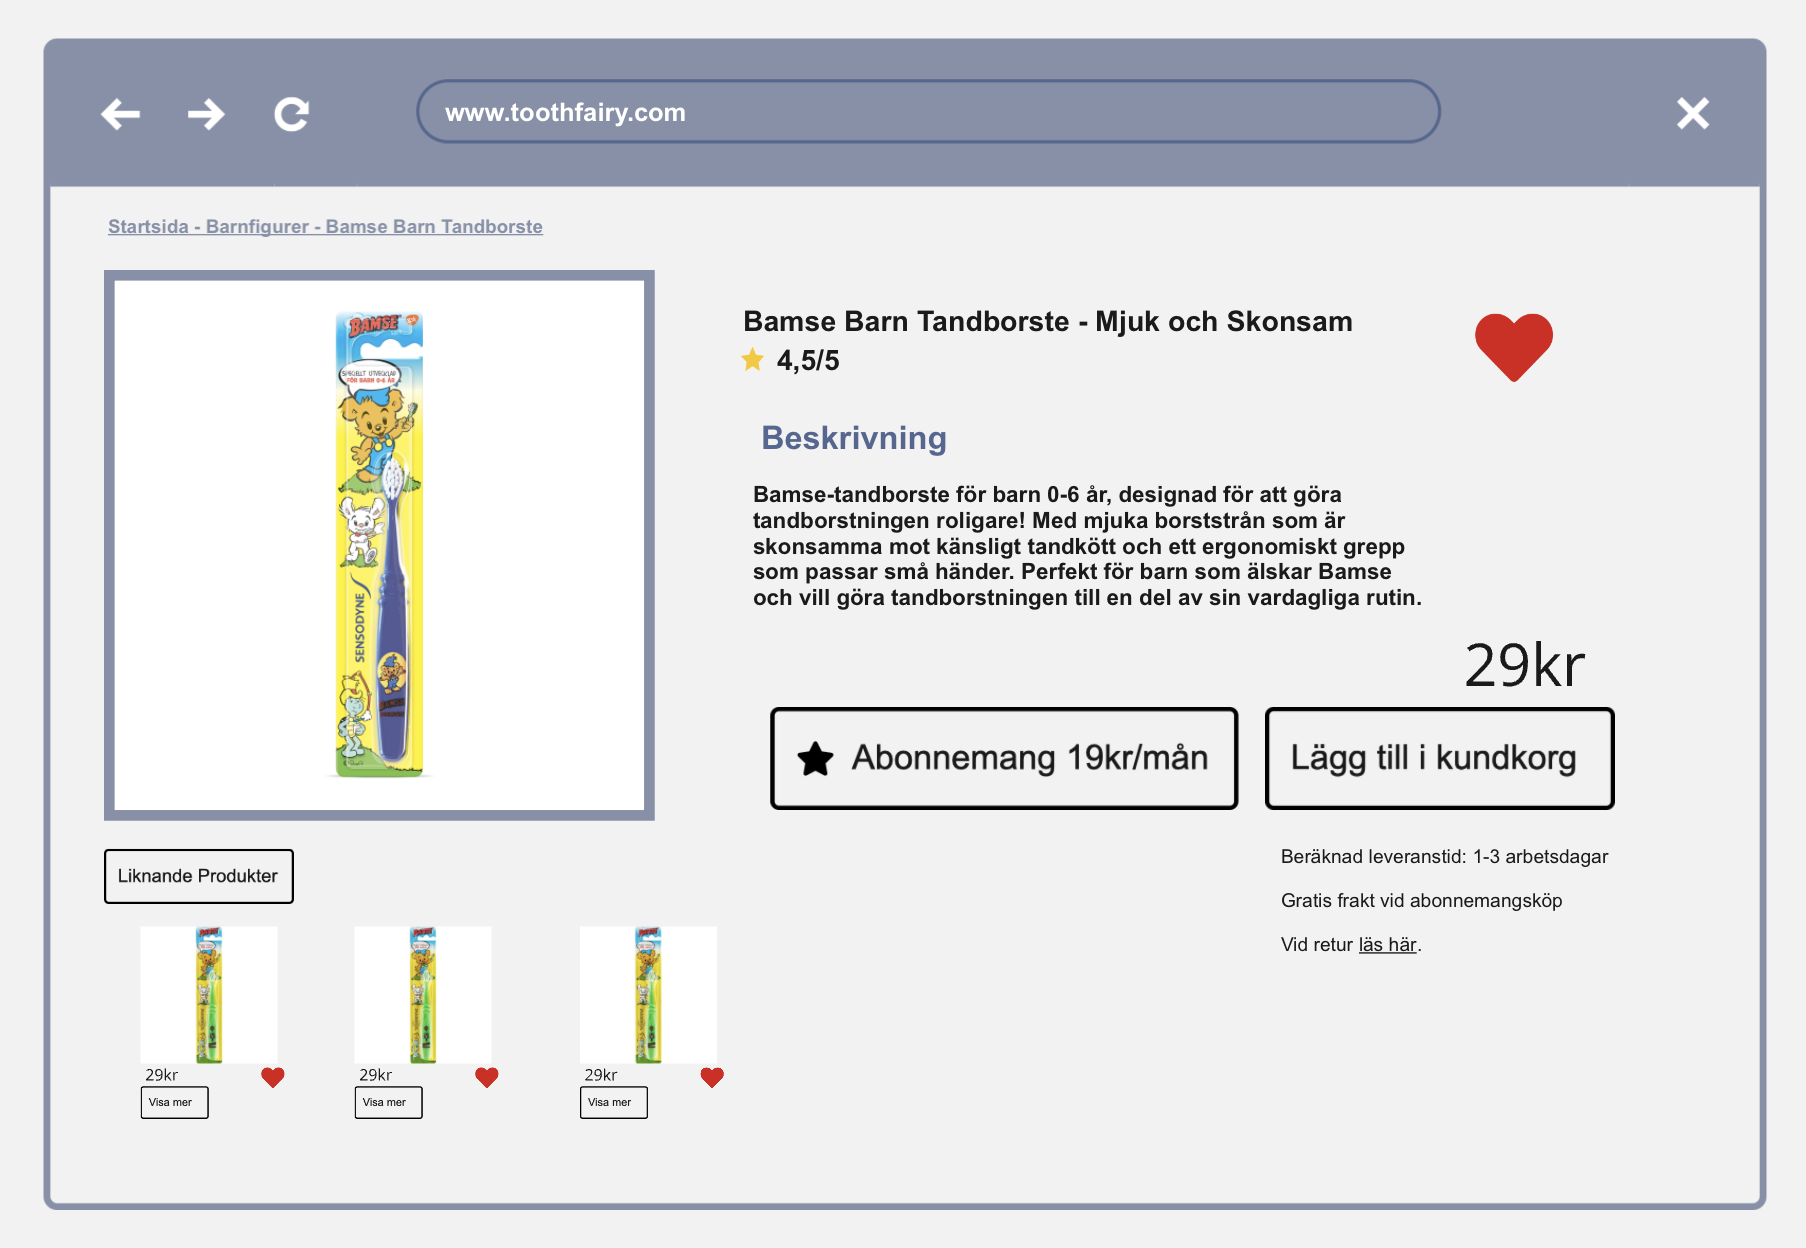 www.toothfairy.com
Startsida - Barnfigurer - Bamse Barn Tandborste
BAMSE
SPECIELLT UTVECKLAD
FÖR BARN 0-6 ÅR
SENSODYNE
Bamse Barn Tandborste - Mjuk och Skonsam
4,5/5
Beskrivning
Bamse-tandborste för barn 0-6 år, designad för att göra
tandborstningen roligare! Med mjuka borststrån som är
skonsamma mot känsligt tandkött och ett ergonomiskt grepp
som passar små händer. Perfekt för barn som älskar Bamse
och vill göra tandborstningen till en del av sin vardagliga rutin.
29kr
Abonnemang 19kr/mån
Lägg till i kundkorg
Beräknad leveranstid: 1-3 arbetsdagar
Gratis frakt vid abonnemangsköp
Vid retur läs här.
Liknande Produkter
29kr
Visa mer
29kr
Visa mer
29kr
Visa mer